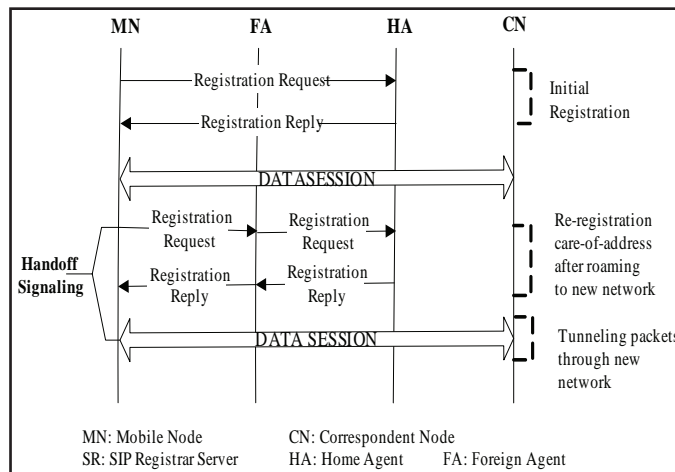 MN FA HA CN
Registration Request
Initial
Registration
Registration Reply
DATASESSION
Registration
Request
Registration
Request
Re-registration
care-of-address
after roaming
to new network
Handoff
Signaling
Registration
Reply
Registration
Reply
DATA SESSION
Tunneling packets
through new
network
MN: Mobile Node CN: Correspondent Node
SR: SIP Registrar Server HA: Home Agent FA: Foreign Agent